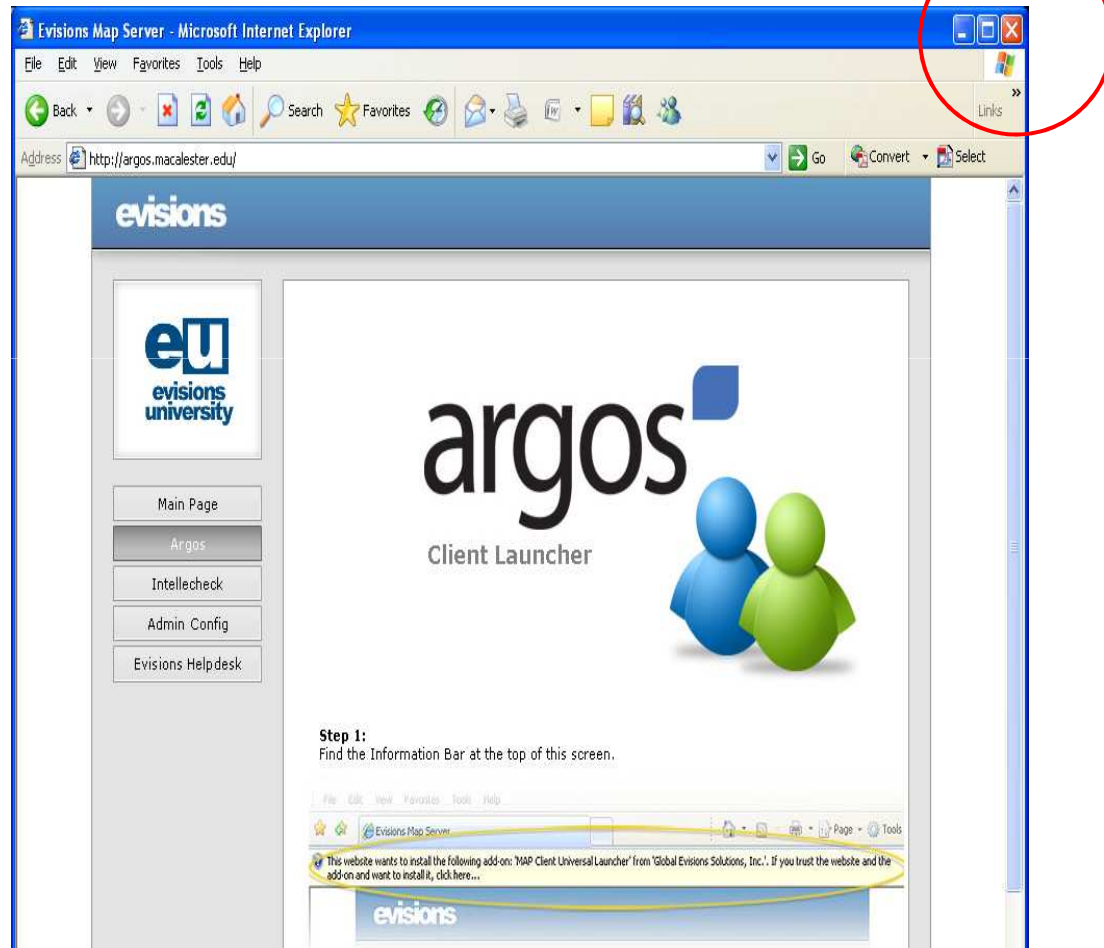 Evisions Map Server - Microsoft Internet Explorer
File Edit View Favorites Tools Help
Back Search Favorites Links »
Address http://argos.macalester.edu/ Go Convert Select
evisions
eu
evisions
university
Main Page
Argos
Intellecheck
Admin Config
Evisions Helpdesk
argos
Client Launcher
Step 1:
Find the Information Bar at the top of this screen.
File Edit View Favorites Tools Help
Evisions Map Server Page Tools
This website wants to install the following add-on: 'MAP Client Universal Launcher' from 'Global Evisions Solutions, Inc.'. If you trust the website and the
add-on and want to install it, click here...
evisions